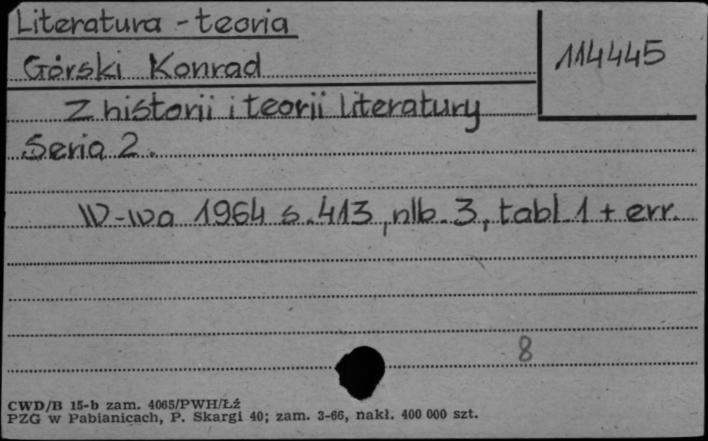 Literatura - teoria
114445
Górski Konrad
Z historii i teorii literatury
Seria 2.
W-wa 1964 s. 413, nlb. 3, tabl. 1 + err.
8
CWD/B 15-b zam. 4065/PWH/Łż
PZG w Pabianicach, P. Skargi 40; zam. 3-66, nakł. 400 000 szt.